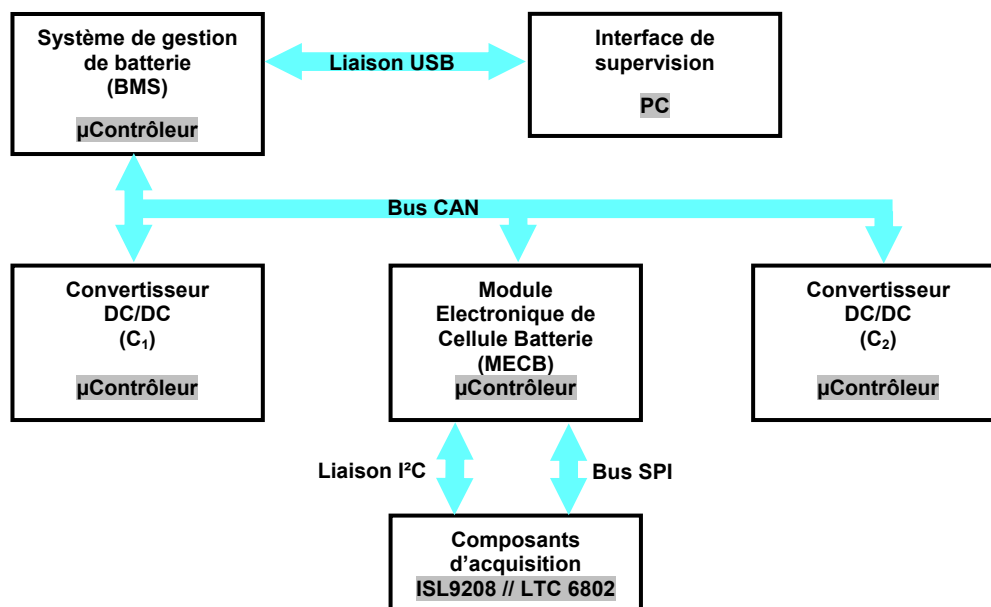 Système de gestion
de batterie
(BMS)
µContrôleur
Liaison USB
Interface de
supervision
PC
Bus CAN
Convertisseur
DC/DC
(C₁)
µContrôleur
Module
Electronique de
Cellule Batterie
(MECB)
µContrôleur
Convertisseur
DC/DC
(C₂)
µContrôleur
Liaison I²C
Bus SPI
Composants
d’acquisition
ISL9208 // LTC 6802